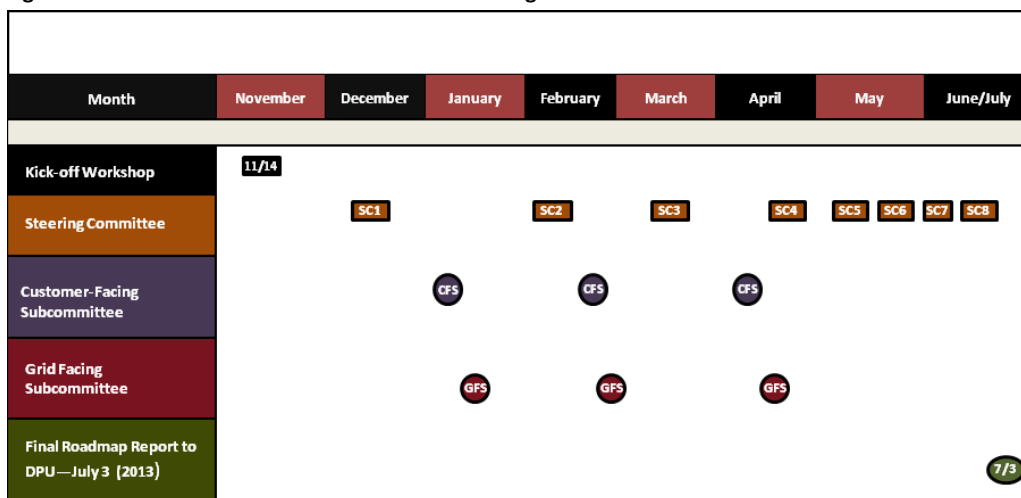 Month November December January February March April May June/July
Kick-off Workshop 11/14
Steering Committee SC1 SC2 SC3 SC4 SC5 SC6 SC7 SC8
Customer-Facing
Subcommittee
CFS CFS CFS
Grid Facing
Subcommittee
GFS GFS GFS
Final Roadmap Report to
DPU—July 3 (2013)
7/3